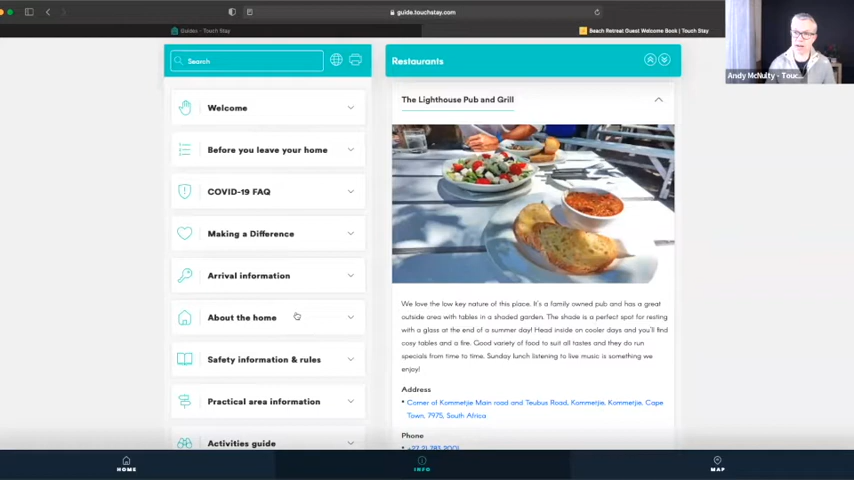 guide.touchstay.com
Guides - Touch Stay
Beach Retreat Guest Welcome Book | Touch Stay
Search
Restaurants
Andy McNulty - Touc...
Welcome
The Lighthouse Pub and Grill
Before you leave your home
COVID-19 FAQ
Making a Difference
Arrival information
About the home
Safety information & rules
Practical area information
Activities guide
We love the low key nature of this place. It's a family owned pub and has a great
outside area with tables in a shaded garden. The shade is a perfect spot for resting
with a glass at the end of a summer day! Head inside on cooler days and you'll find
cosy tables and a fire. Good variety of food to suit all tastes and they do run
specials from time to time. Sunday lunch listening to live music is something we
enjoy!
Address
• Corner of Kommetjie Main road and Teubus Road, Kommetjie, Kommetjie, Cape
Town, 7975, South Africa
Phone
• +27 21 783 2001
HOME
INFO
MAP